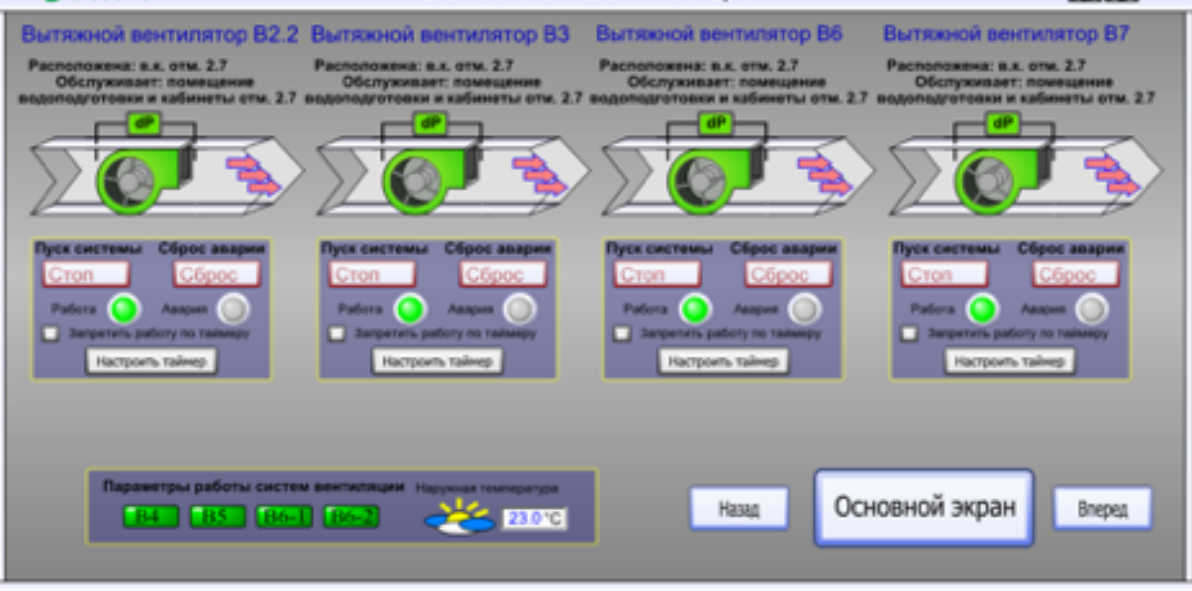 Вытяжной вентилятор В2.2
Расположена: в.к. отм. 2.7
Обслуживает: помещение
водоподготовки и кабинеты отм. 2.7
dP
Пуск системы Сброс аварии
Стоп Сброс
Работа Авария
Запретить работу по таймеру
Настроить таймер
Вытяжной вентилятор В3
Расположена: в.к. отм. 2.7
Обслуживает: помещение
водоподготовки и кабинеты отм. 2.7
dP
Пуск системы Сброс аварии
Стоп Сброс
Работа Авария
Запретить работу по таймеру
Настроить таймер
Вытяжной вентилятор В6
Расположена: в.к. отм. 2.7
Обслуживает: помещение
водоподготовки и кабинеты отм. 2.7
dP
Пуск системы Сброс аварии
Стоп Сброс
Работа Авария
Запретить работу по таймеру
Настроить таймер
Вытяжной вентилятор В7
Расположена: в.к. отм. 2.7
Обслуживает: помещение
водоподготовки и кабинеты отм. 2.7
dP
Пуск системы Сброс аварии
Стоп Сброс
Работа Авария
Запретить работу по таймеру
Настроить таймер
Параметры работы систем вентиляции Наружная температура
В4 В5 В6-1 В6-2 23.0 °C
Назад Основной экран Вперед